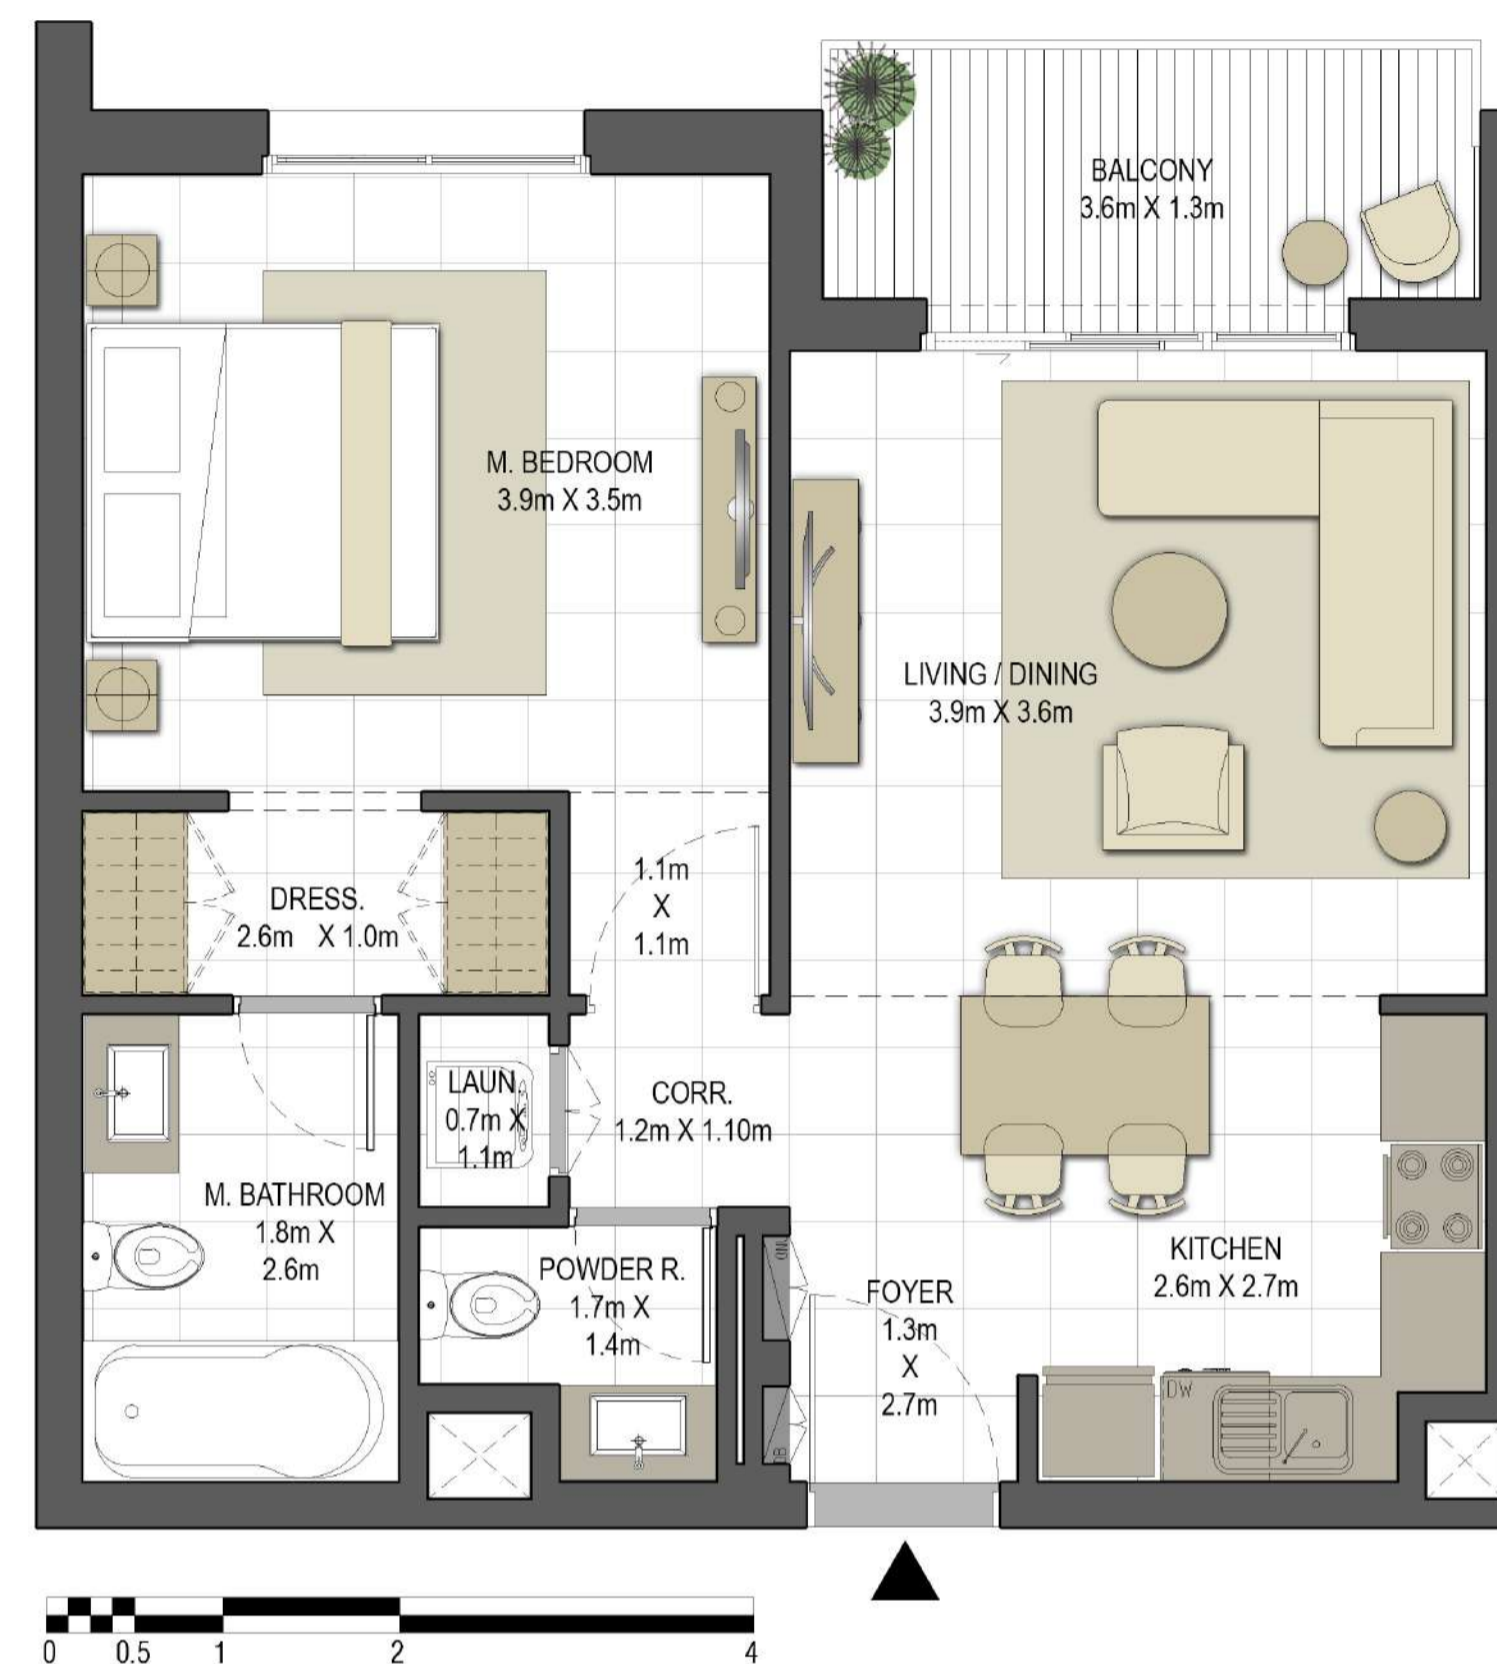 BALCONY
3.6m X 1.3m
M. BEDROOM
3.9m X 3.5m
LIVING / DINING
3.9m X 3.6m
DRESS.
2.6m X 1.0m
1.1m
X
1.1m
LAUN.
0.7m X
1.1m
CORR.
1.2m X 1.10m
M. BATHROOM
1.8m X
2.6m
POWDER R.
1.7m X
1.4m
FOYER
1.3m
X
2.7m
KITCHEN
2.6m X 2.7m
DW
DB
0 0.5 1 2 4